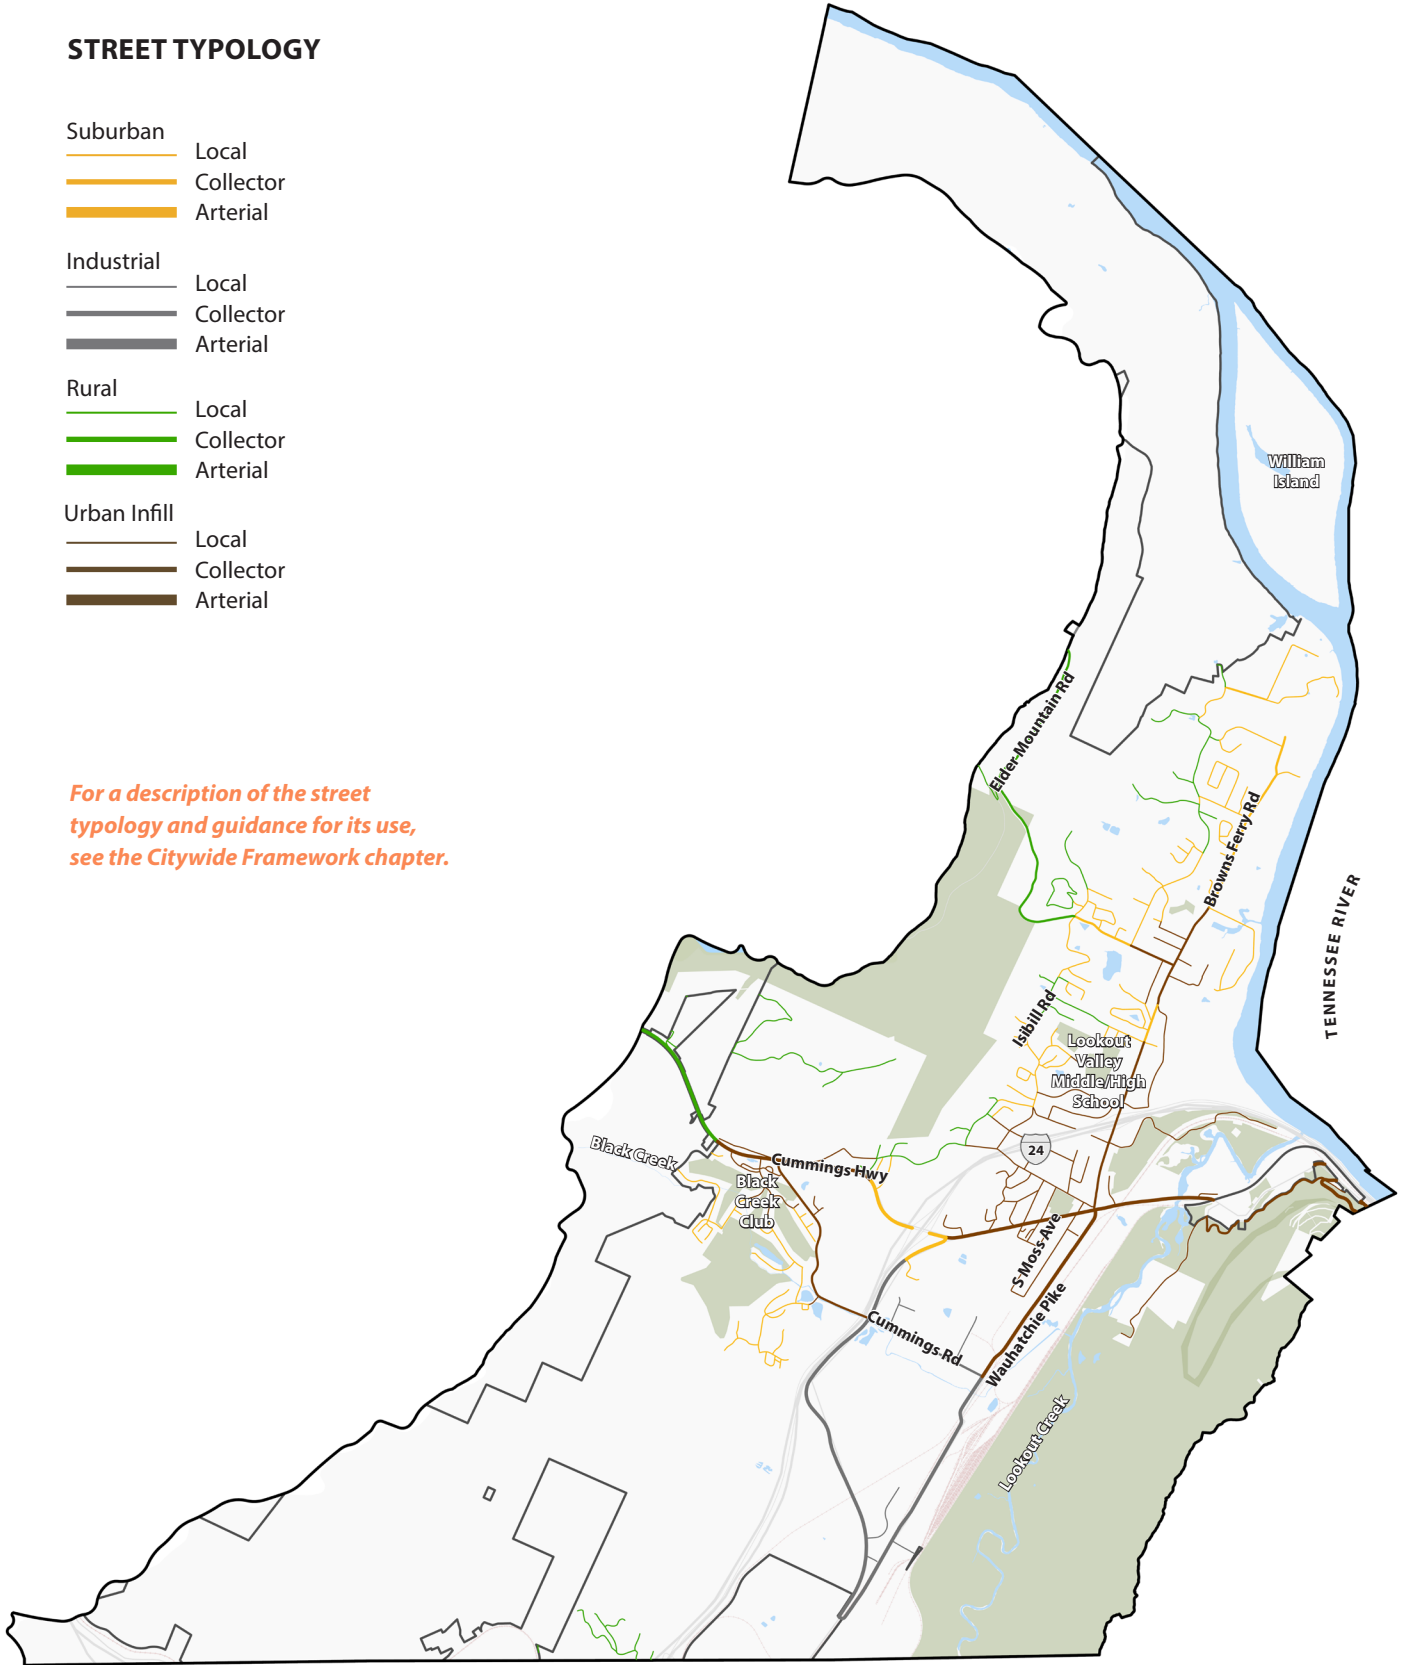 STREET TYPOLOGY
Suburban
Local
Collector
Arterial
Industrial
Local
Collector
Arterial
Rural
Local
Collector
Arterial
Urban Infill
Local
Collector
Arterial
For a description of the street
typology and guidance for its use,
see the Citywide Framework chapter.
William
Island
Elder Mountain Rd
Browns Ferry Rd
TENNESSEE RIVER
Isibill Rd
Lookout
Valley
Middle/High
School
24
Black Creek
Cummings Hwy
Black
Creek
Club
S Moss Ave
Wauhatchie Pike
Cummings Rd
Lookout Creek